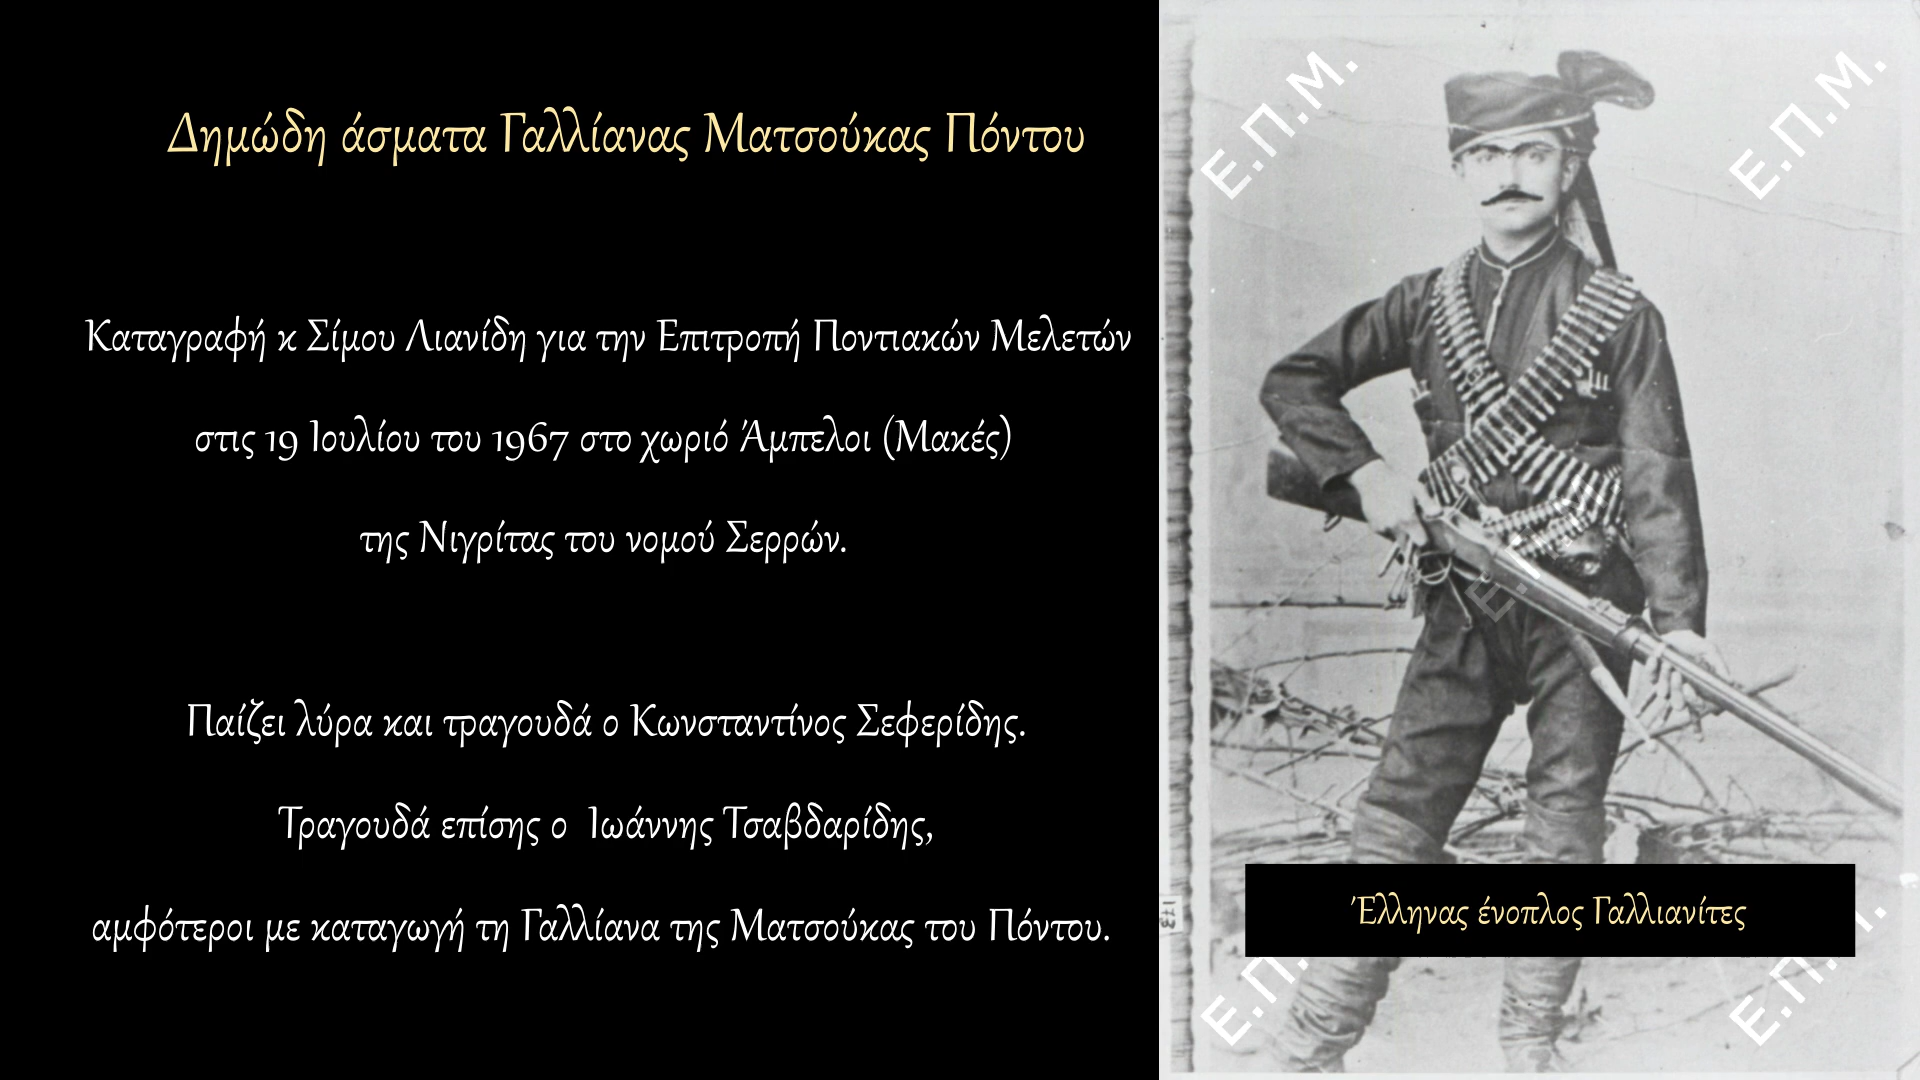 Δημώδη άσματα Γαλλίανας Ματσούκας Πόντου
Καταγραφή κ Σίμου Λιανίδη για την Επιτροπή Ποντιακών Μελετών
στις 19 Ιουλίου του 1967 στο χωριό Άμπελοι (Μακές)
της Νιγρίτας του νομού Σερρών.
Παίζει λύρα και τραγουδά ο Κωνσταντίνος Σεφερίδης.
Τραγουδά επίσης ο Ιωάννης Τσαβδαρίδης,
αμφότεροι με καταγωγή τη Γαλλίανα της Ματσούκας του Πόντου.
Ε.Π.Μ.
Ε.Π.Μ.
Ε.Π
Έλληνας ένοπλος Γαλλιανίτες
Ε.Π.
Ε.Π.
173